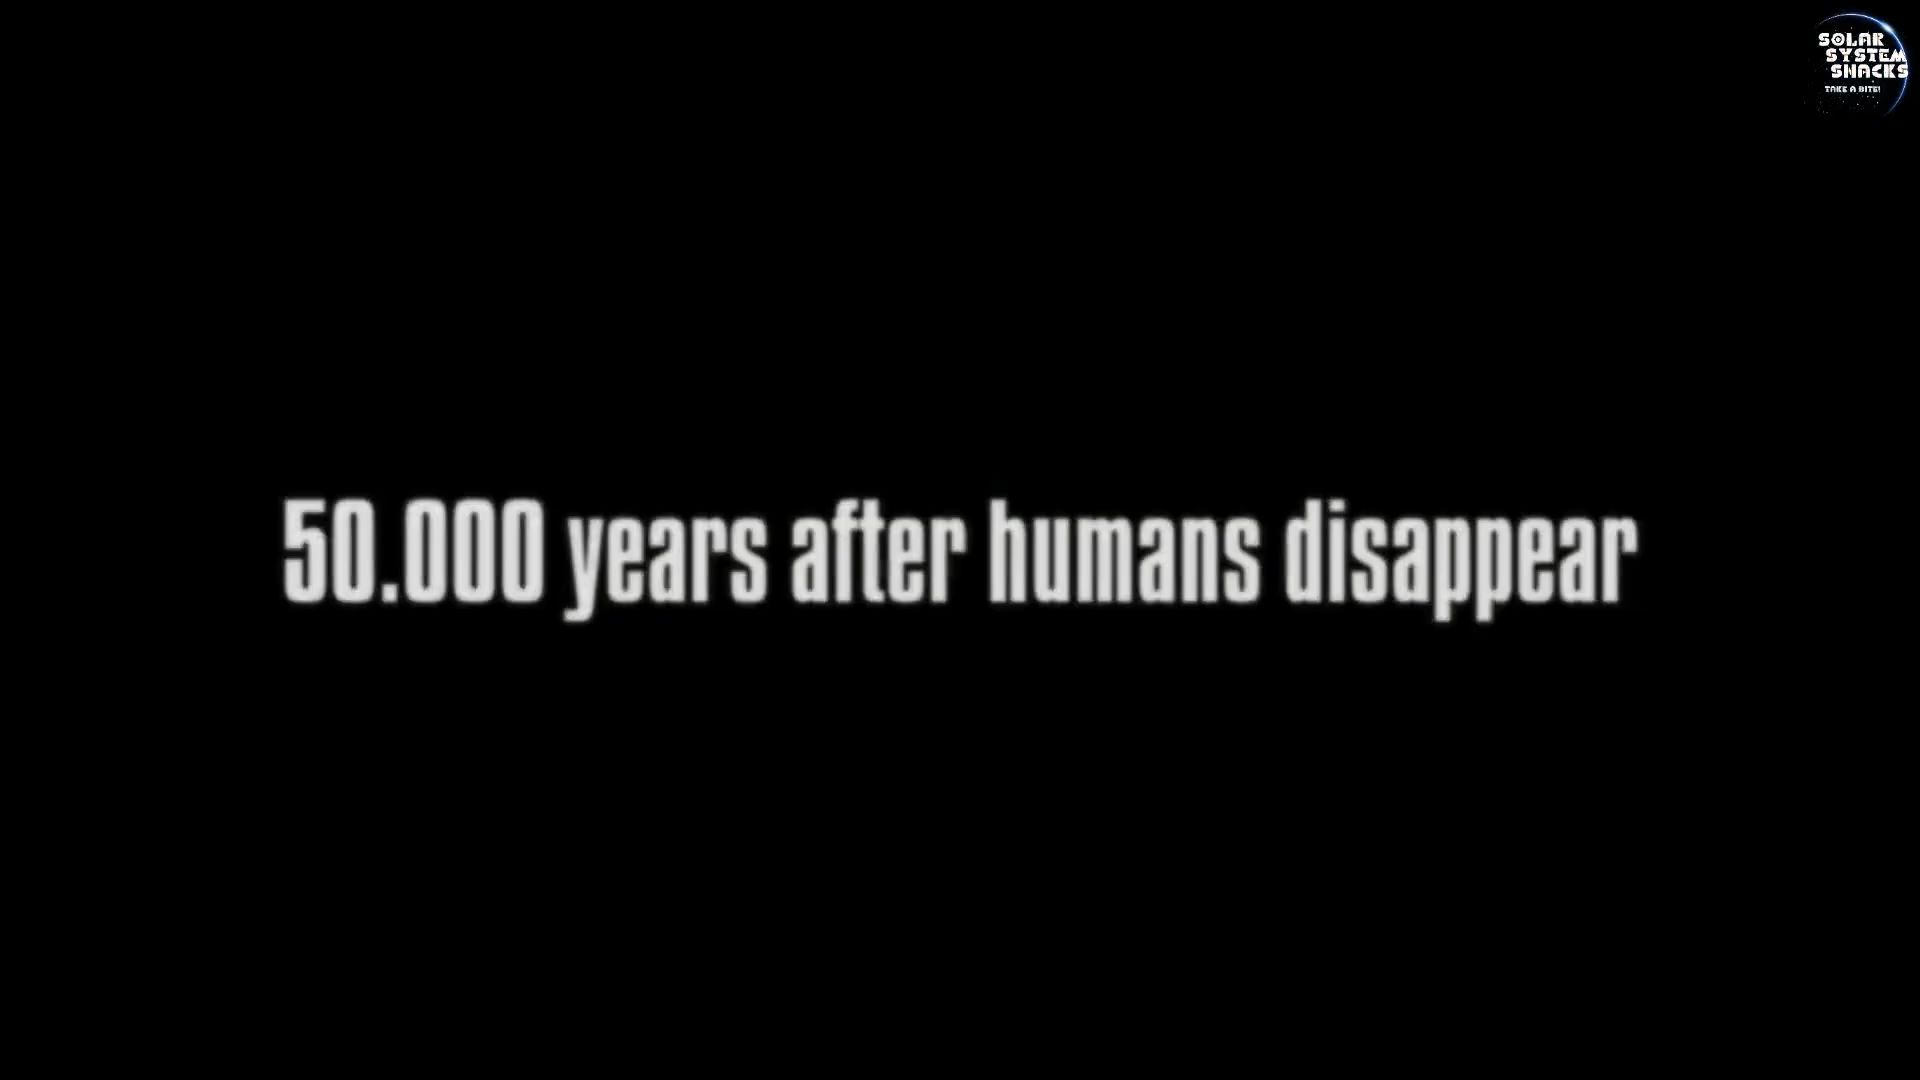 SOLAR
SYSTEM
SNACKS
TAKE A BITE!
50.000 years after humans disappear